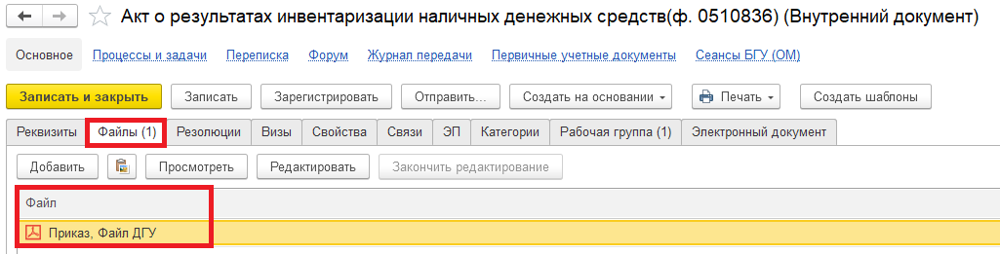 Акт о результатах инвентаризации наличных денежных средств(ф. 0510836) (Внутренний документ)
Основное Процессы и задачи Переписка Форум Журнал передачи Первичные учетные документы Сеансы БГУ (ОМ)
Записать и закрыть Записать Зарегистрировать Отправить... Создать на основании Печать Создать шаблоны
Реквизиты Файлы (1) Резолюции Визы Свойства Связи ЭП Категории Рабочая группа (1) Электронный документ
Добавить Просмотреть Редактировать Закончить редактирование
Файл
Приказ, Файл ДГУ